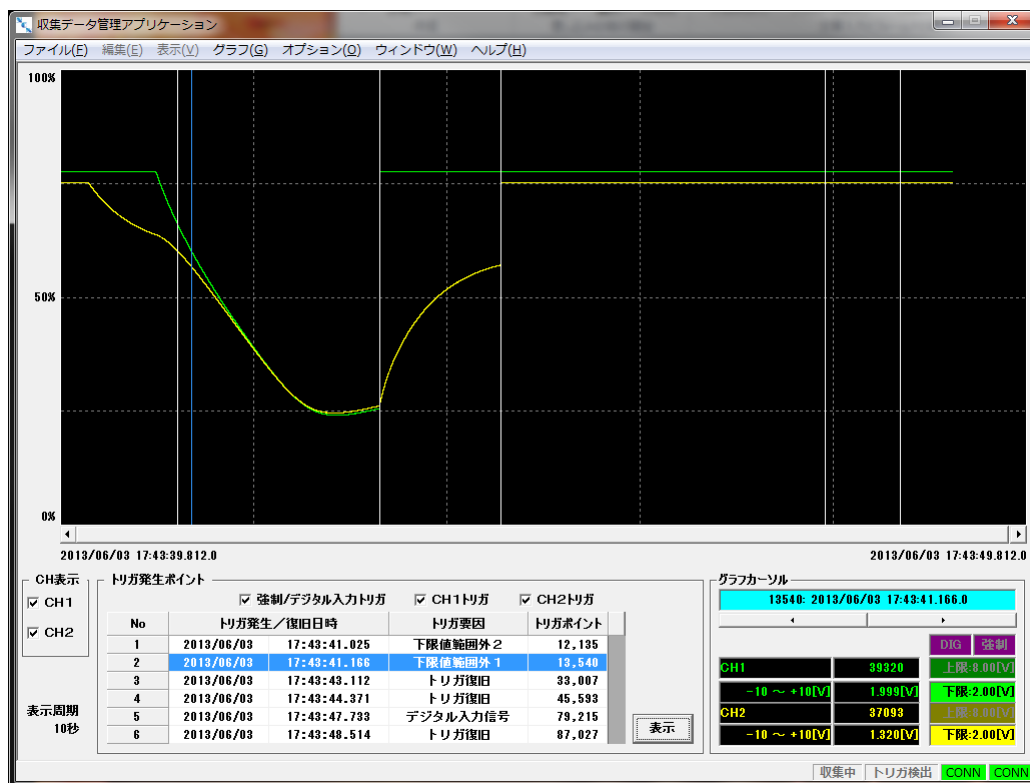 収集データ管理アプリケーション
ファイル(F) 編集(E) 表示(V) グラフ(G) オプション(O) ウィンドウ(W) ヘルプ(H)
100%
50%
0%
2013/06/03 17:43:39.812.0 2013/06/03 17:43:49.812.0
CH表示
CH1
CH2
表示周期
10秒
トリガ発生ポイント
強制/デジタル入力トリガ CH1トリガ CH2トリガ
No トリガ発生/復旧日時 トリガ要因 トリガポイント
1 2013/06/03 17:43:41.025 下限値範囲外2 12,135
2 2013/06/03 17:43:41.166 下限値範囲外1 13,540
3 2013/06/03 17:43:43.112 トリガ復旧 33,007
4 2013/06/03 17:43:44.371 トリガ復旧 45,593
5 2013/06/03 17:43:47.733 デジタル入力信号 79,215
6 2013/06/03 17:43:48.514 トリガ復旧 87,027
表示
グラフカーソル
13540: 2013/06/03 17:43:41.166.0
DIG 強制
CH1 39320 上限:8.00[V]
-10 ～ +10[V] 1.999[V] 下限:2.00[V]
CH2 37093 上限:8.00[V]
-10 ～ +10[V] 1.320[V] 下限:2.00[V]
収集中 トリガ検出 CONN CONN